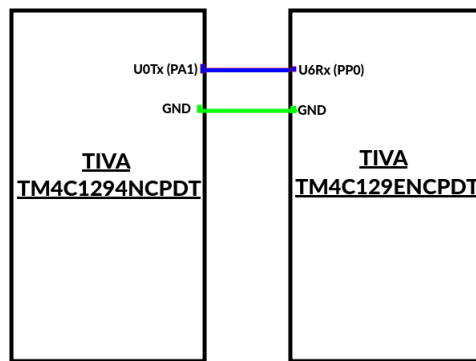 U0Tx (PA1)
U6Rx (PP0)
GND
GND
TIVA
TM4C1294NCPDT
TIVA
TM4C129ENCPDT